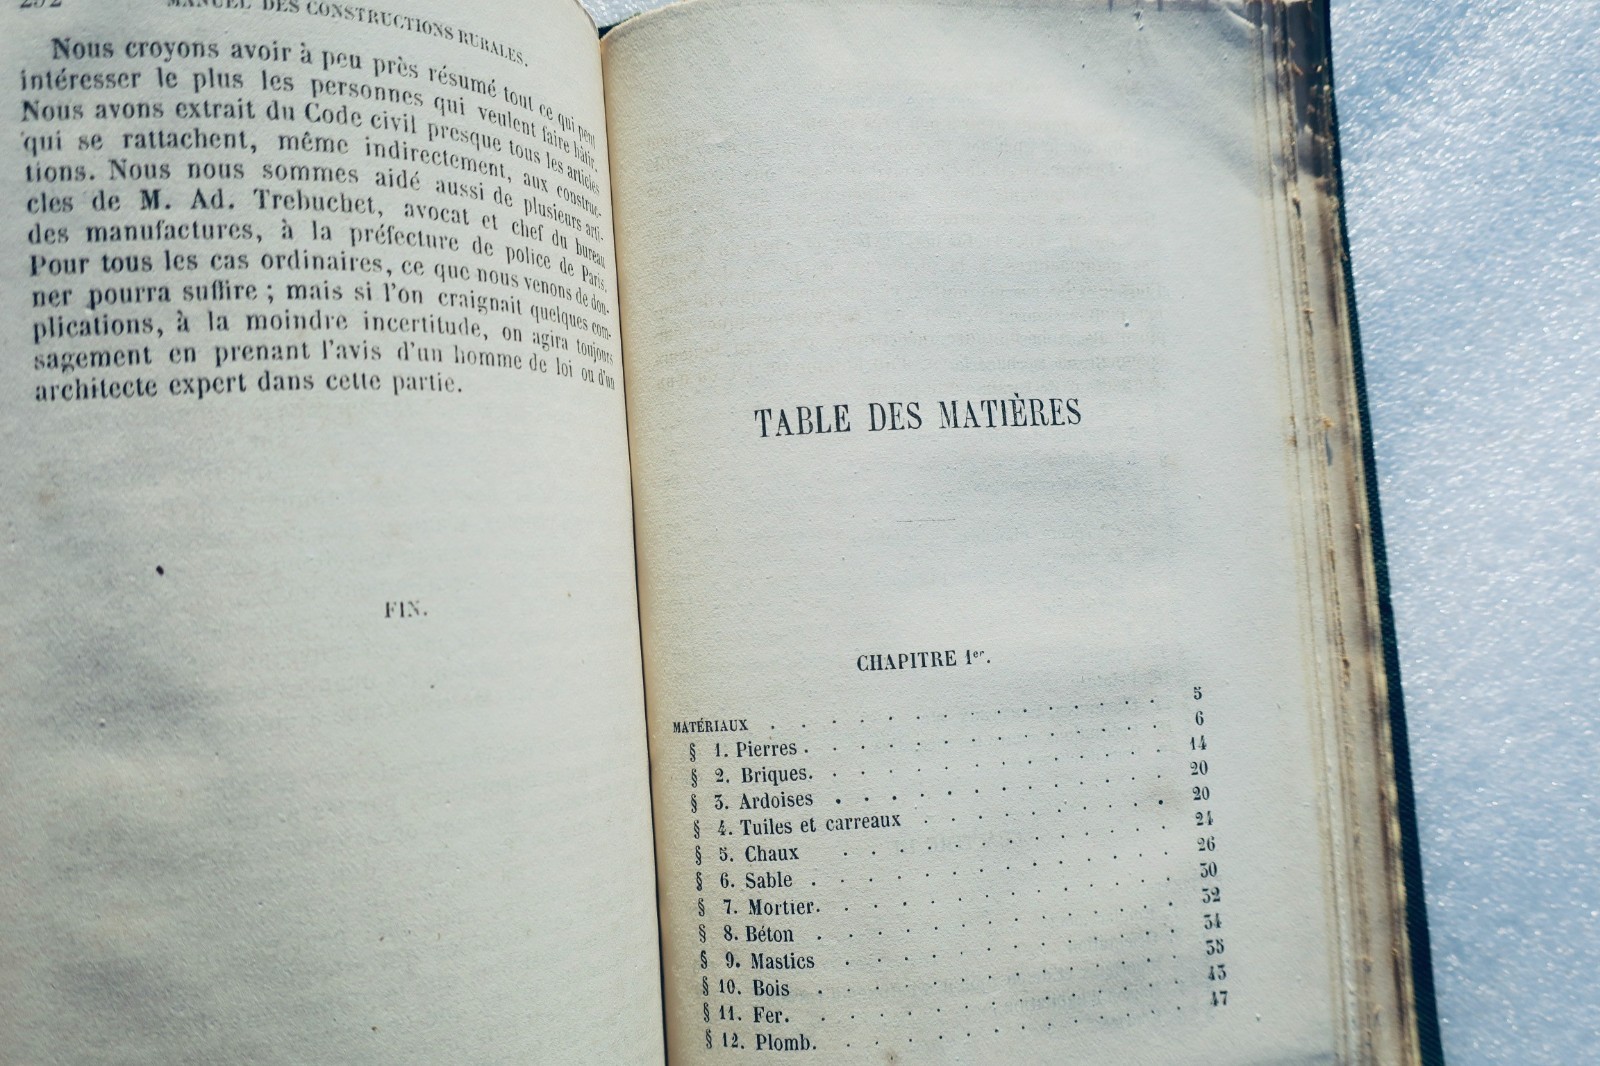 292 MANUEL DES CONSTRUCTIONS RURALES.
Nous croyons avoir à peu près résumé tout ce qui peut
intéresser le plus les personnes qui veulent faire bâtir.
Nous avons extrait du Code civil presque tous les articles
qui se rattachent, même indirectement, aux construc-
tions. Nous nous sommes aidé aussi de plusieurs arti-
cles de M. Ad. Trebuchet, avocat et chef du bureau
des manufactures, à la préfecture de police de Paris.
Pour tous les cas ordinaires, ce que nous venons de don-
ner pourra suffire ; mais si l'on craignait quelques com-
plications, à la moindre incertitude, on agira toujours
sagement en prenant l'avis d'un homme de loi ou d'un
architecte expert dans cette partie.
FIN.
TABLE DES MATIÈRES
CHAPITRE 1er.
MATÉRIAUX . . . . . . . . . . . . . 5
§ 1. Pierres . . . . . . . . . . . . . 6
§ 2. Briques. . . . . . . . . . . . . 14
§ 3. Ardoises . . . . . . . . . . . . 20
§ 4. Tuiles et carreaux . . . . . . . . . 20
§ 5. Chaux . . . . . . . . . . . . 24
§ 6. Sable . . . . . . . . . . . . . 26
§ 7. Mortier. . . . . . . . . . . . . 30
§ 8. Béton . . . . . . . . . . . . . 32
§ 9. Mastics . . . . . . . . . . . . 34
§ 10. Bois . . . . . . . . . . . . .
§ 11. Fer. . . . . . . . . . . . . . 43
§ 12. Plomb. . . . . . . . . . . . . 47